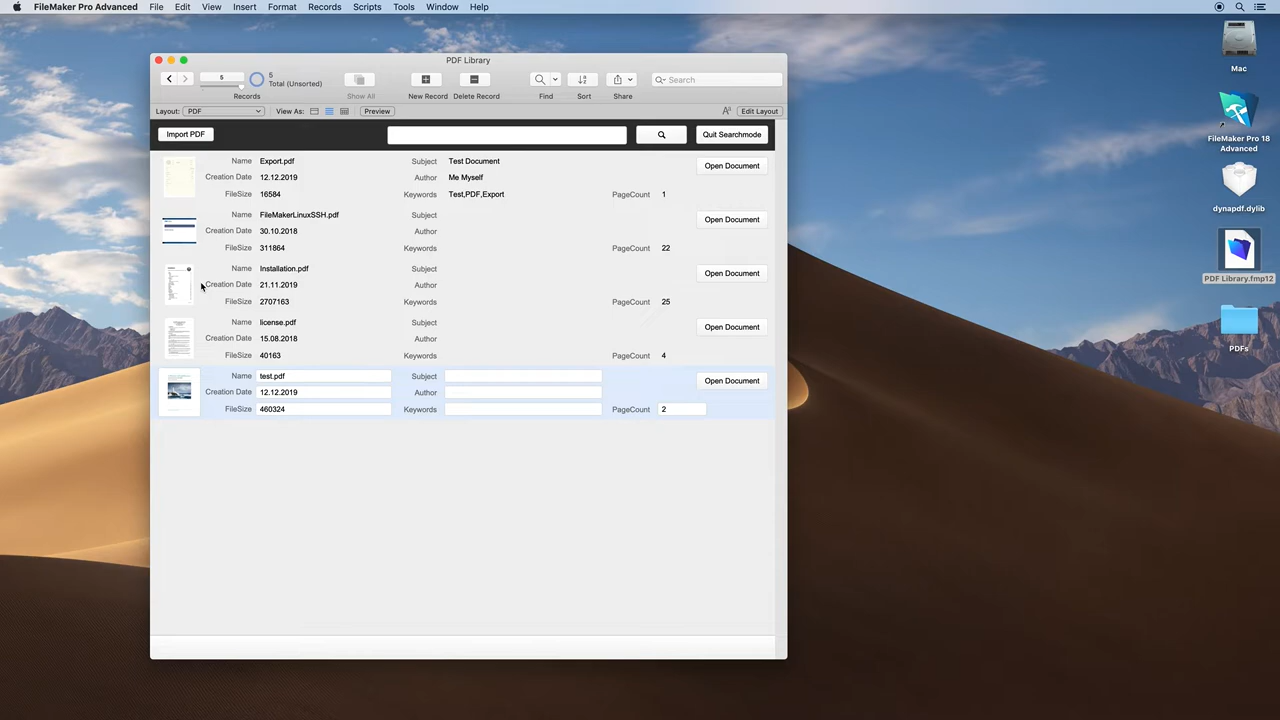 FileMaker Pro Advanced File Edit View Insert Format Records Scripts Tools Window Help
PDF Library
5
5
Total (Unsorted)
Search
Records
Show All
New Record
Delete Record
Find
Sort
Share
Layout: PDF
View As:
Preview
Edit Layout
Import PDF
Quit Searchmode
Name Export.pdf Subject Test Document
Open Document
Creation Date 12.12.2019 Author Me Myself
FileSize 16584 Keywords Test,PDF,Export PageCount 1
Name FileMakerLinuxSSH.pdf Subject
Open Document
Creation Date 30.10.2018 Author
FileSize 311864 Keywords PageCount 22
Name Installation.pdf Subject
Open Document
Creation Date 21.11.2019 Author
FileSize 2707163 Keywords PageCount 25
Name license.pdf Subject
Open Document
Creation Date 15.08.2018 Author
FileSize 40163 Keywords PageCount 4
Name test.pdf Subject
Open Document
Creation Date 12.12.2019 Author
FileSize 460324 Keywords PageCount 2
Mac
FileMaker Pro 18
Advanced
dynapdf.dylib
PDF Library.fmp12
PDFs